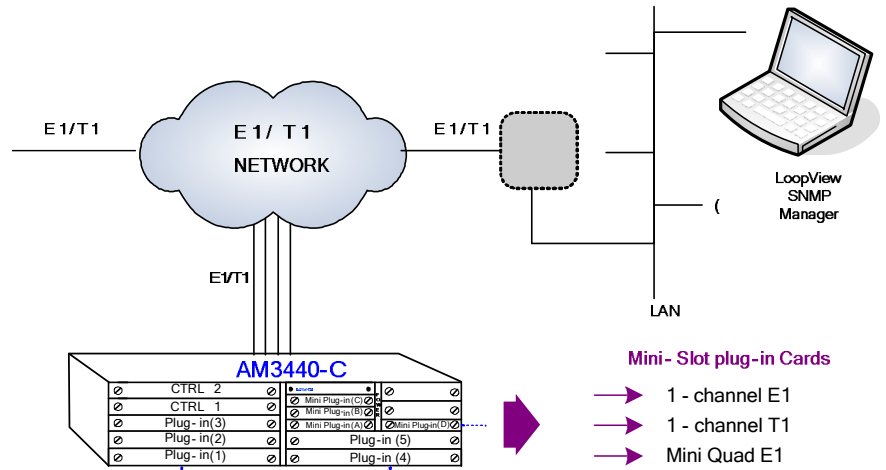 E1/T1
E1/ T1
NETWORK
E1/T1
LoopView
SNMP
Manager
(
E1/T1
LAN
AM3440-C
CTRL 2
CTRL 1
Plug-in(3)
Plug-in(2)
Plug-in(1)
Mini Plug-in(C)
Mini Plug-in(B)
Mini Plug-in(A)
Mini Plug-in(D)
Plug-in (5)
Plug-in (4)
Mini- Slot plug-in Cards
1 - channel E1
1 - channel T1
Mini Quad E1